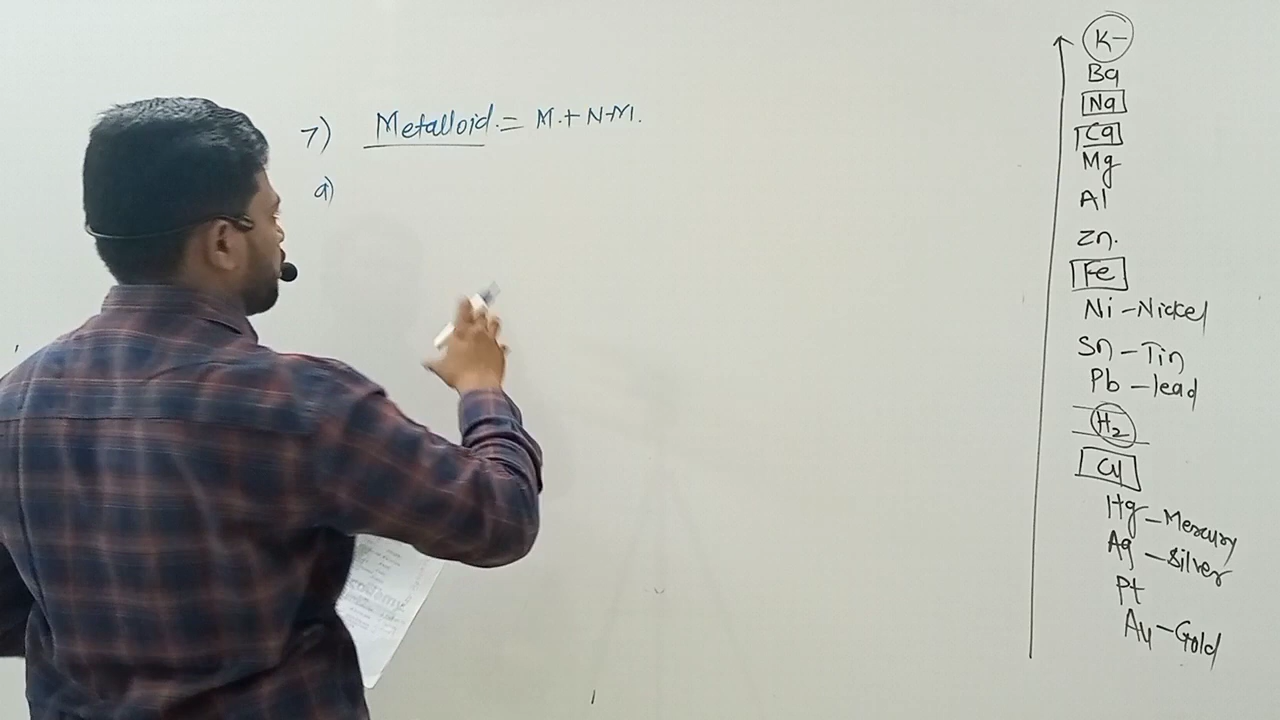 7) Metalloid = M + N.M.
a)
K
Ba
Na
Ca
Mg
Al
Zn.
Fe
Ni - Nickel
Sn - Tin
Pb - lead
H₂
Cu
Hg - Mercury
Ag - Silver
Pt
Au - Gold